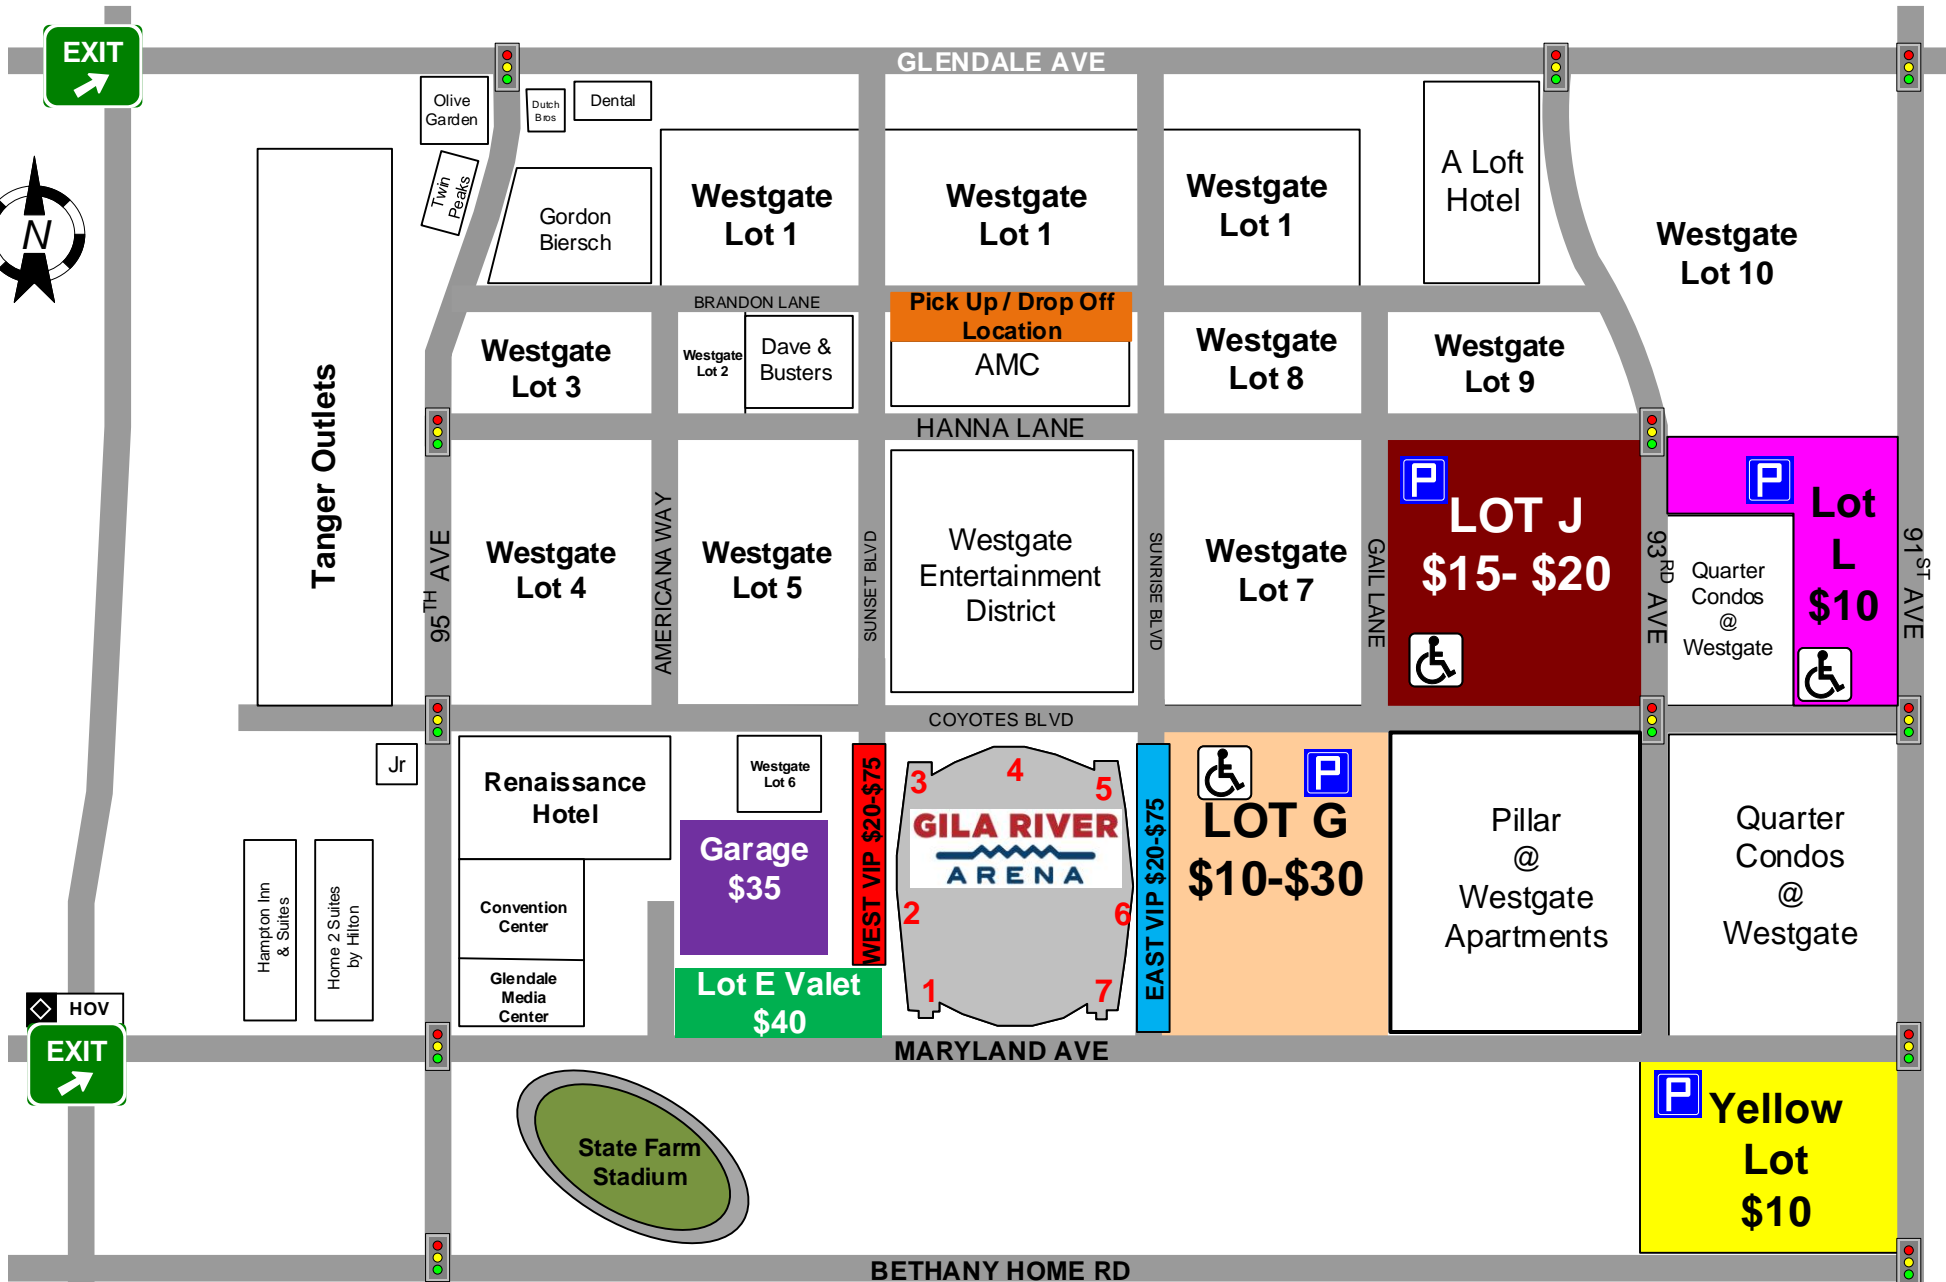 EXIT
GLENDALE AVE
Olive
Garden
Dutch
Bros
Dental
Twin
Peaks
Gordon
Biersch
Westgate
Lot 1
Westgate
Lot 1
Westgate
Lot 1
A Loft
Hotel
Westgate
Lot 10
N
BRANDON LANE
Pick Up / Drop Off
Location
AMC
Westgate
Lot 3
Westgate
Lot 2
Dave &
Busters
Westgate
Lot 8
Westgate
Lot 9
HANNA LANE
Tanger Outlets
95TH AVE
Westgate
Lot 4
AMERICANA WAY
Westgate
Lot 5
SUNSET BLVD
Westgate
Entertainment
District
SUNRISE BLVD
Westgate
Lot 7
GAIL LANE
P
LOT J
$15- $20
93RD AVE
P
Lot
L
$10
Quarter
Condos
@
Westgate
91ST AVE
COYOTES BLVD
Jr
Renaissance
Hotel
Westgate
Lot 6
Garage
$35
WEST VIP $20-$75
3
4
5
GILA RIVER
ARENA
2
6
1
7
EAST VIP $20-$75
P
LOT G
$10-$30
Pillar
@
Westgate
Apartments
Quarter
Condos
@
Westgate
Hampton Inn
& Suites
Home 2 Suites
by Hilton
Convention
Center
Glendale
Media
Center
Lot E Valet
$40
HOV
EXIT
MARYLAND AVE
State Farm
Stadium
P
Yellow
Lot
$10
BETHANY HOME RD